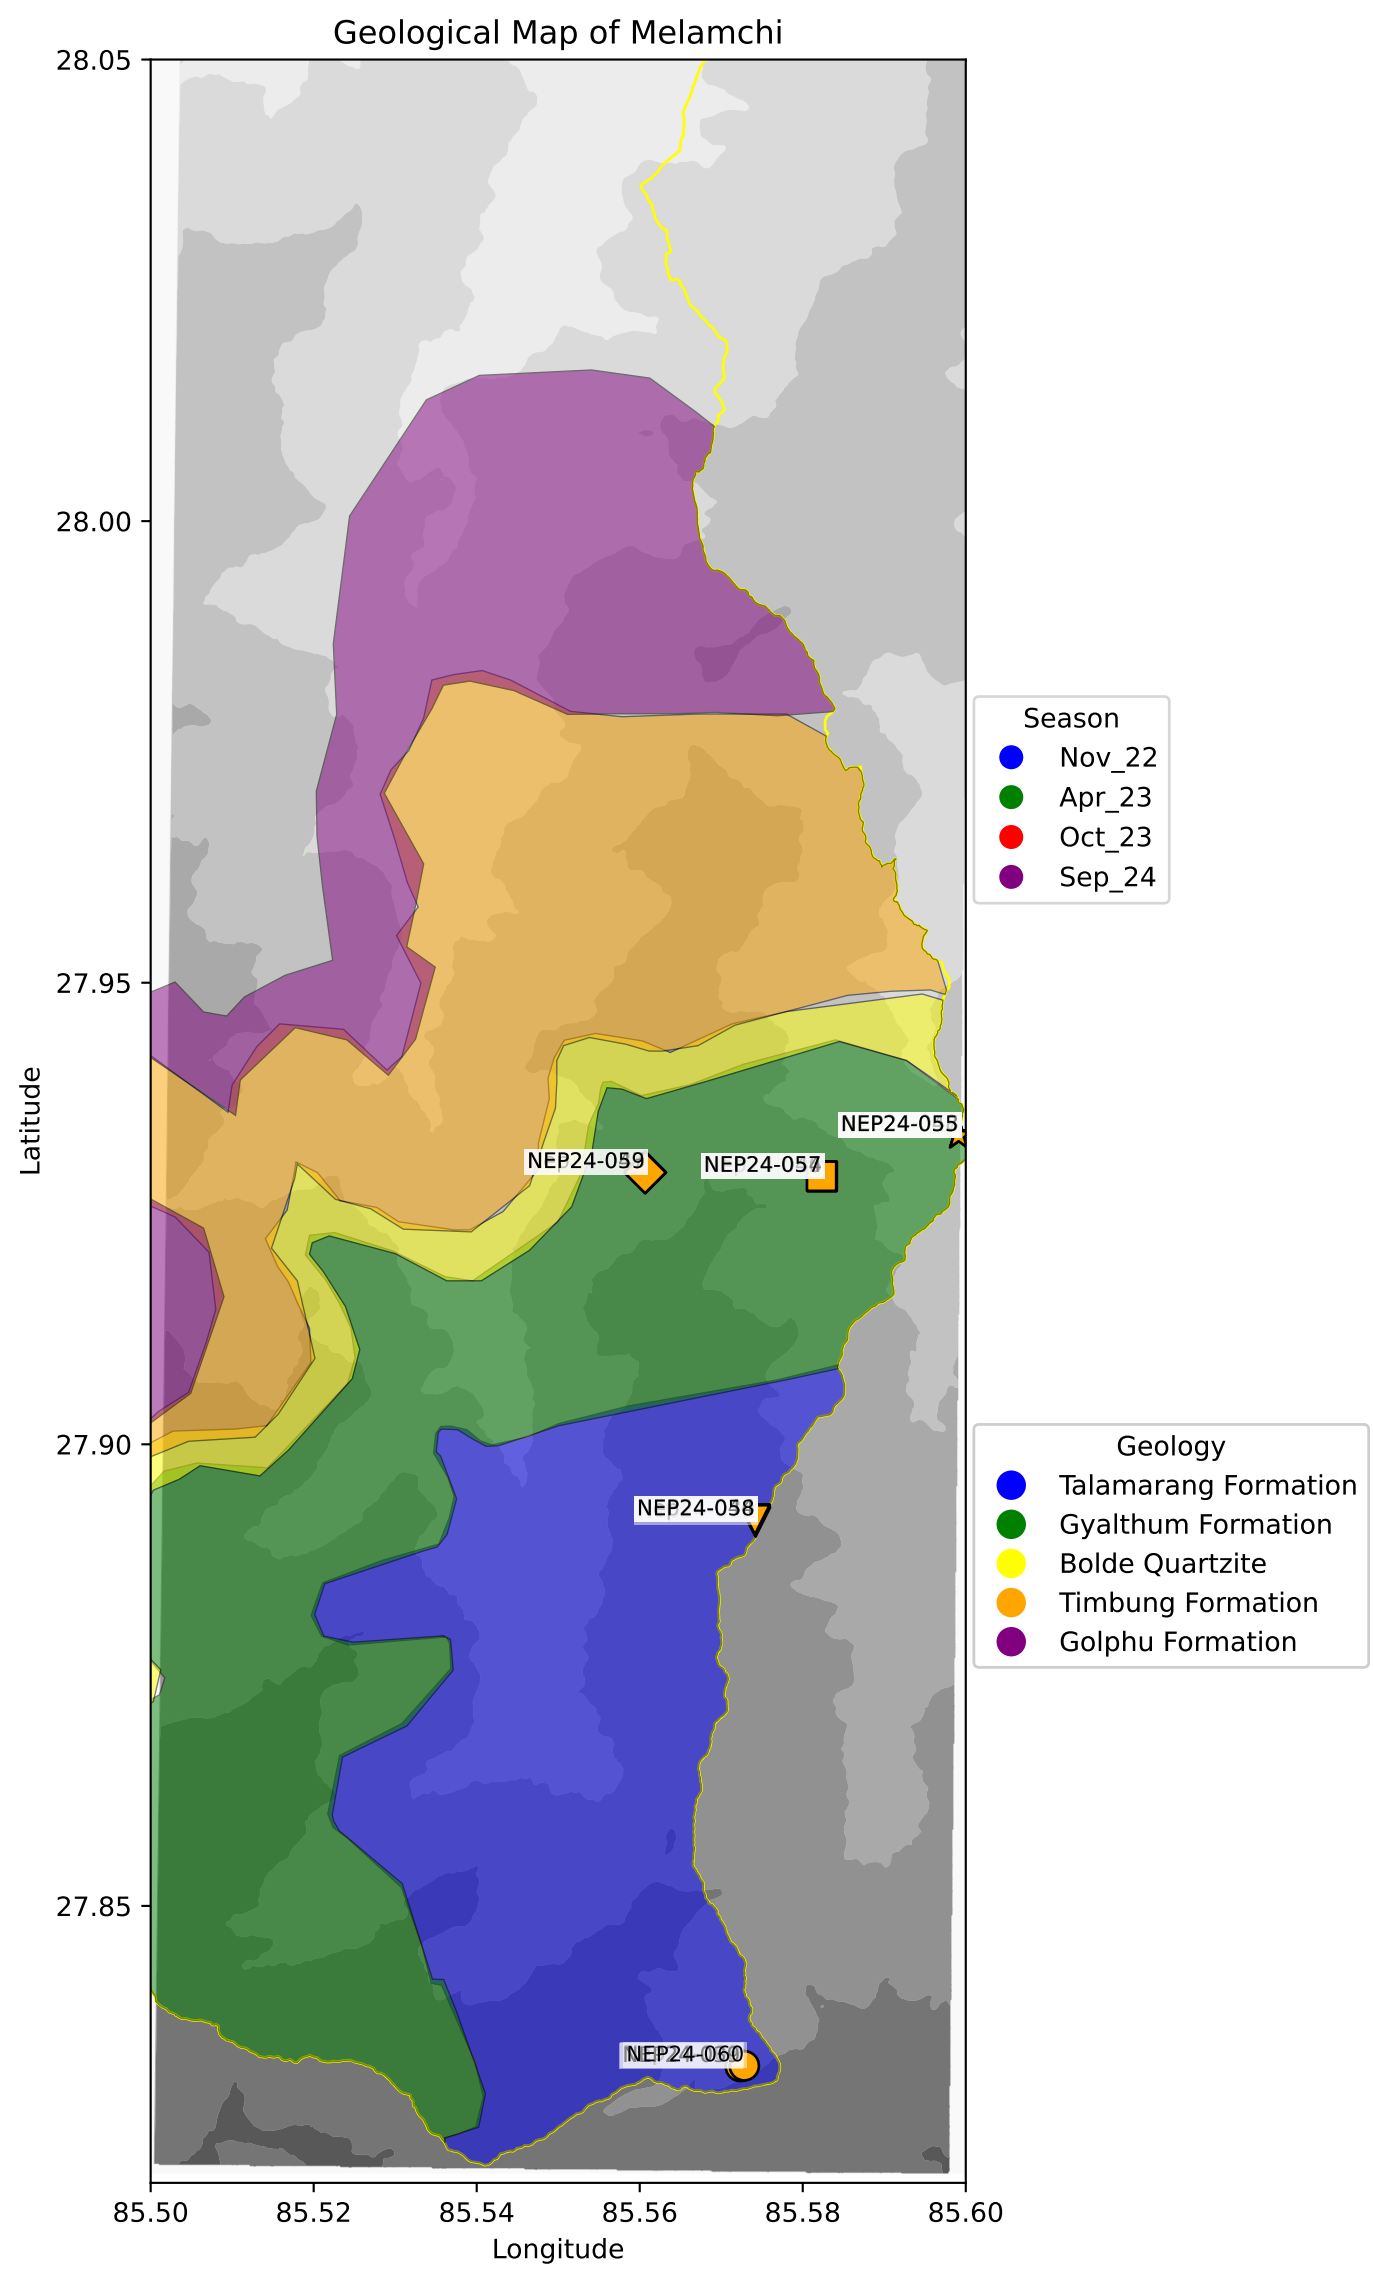 Geological Map of Melamchi
28.05
28.00
27.95
27.90
27.85
Latitude
85.50
85.52
85.54
85.56
85.58
85.60
Longitude
NEP24-055
NEP24-059
NEP24-057
NEP24-058
NEP24-060
Season
Nov_22
Apr_23
Oct_23
Sep_24
Geology
Talamarang Formation
Gyalthum Formation
Bolde Quartzite
Timbung Formation
Golphu Formation